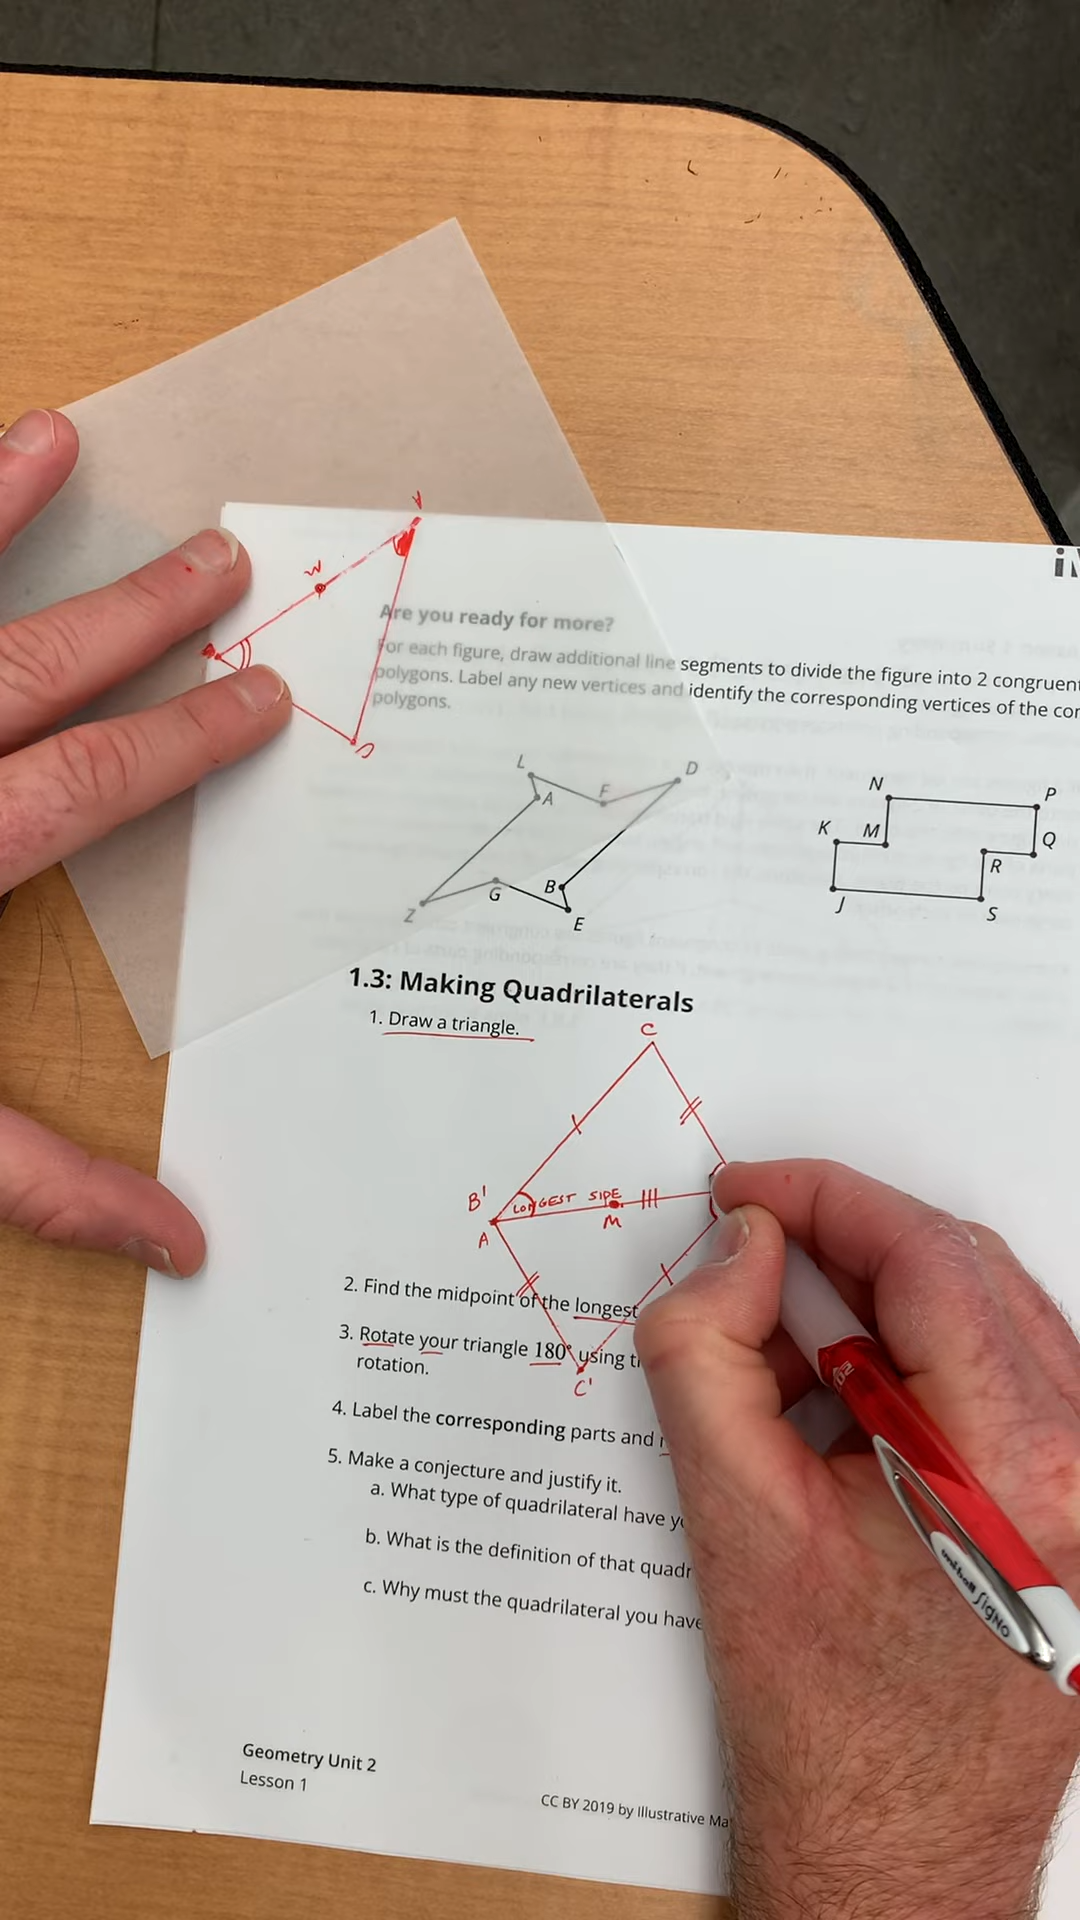 A
M
B
C
Are you ready for more?
For each figure, draw additional line segments to divide the figure into 2 congruent
polygons. Label any new vertices and identify the corresponding vertices of the
polygons.
L
D
A
F
Z
G
B
E
N
P
K
M
Q
R
J
S
1.3: Making Quadrilaterals
1. Draw a triangle.
C
B'
LONGEST SIDE
A
M
2. Find the midpoint of the longest
3. Rotate your triangle 180° using
rotation.
C'
4. Label the corresponding parts and
5. Make a conjecture and justify it.
a. What type of quadrilateral have
b. What is the definition of that
c. Why must the quadrilateral you have
uni-ball SigNO
Geometry Unit 2
Lesson 1
CC BY 2019 by Illustrative